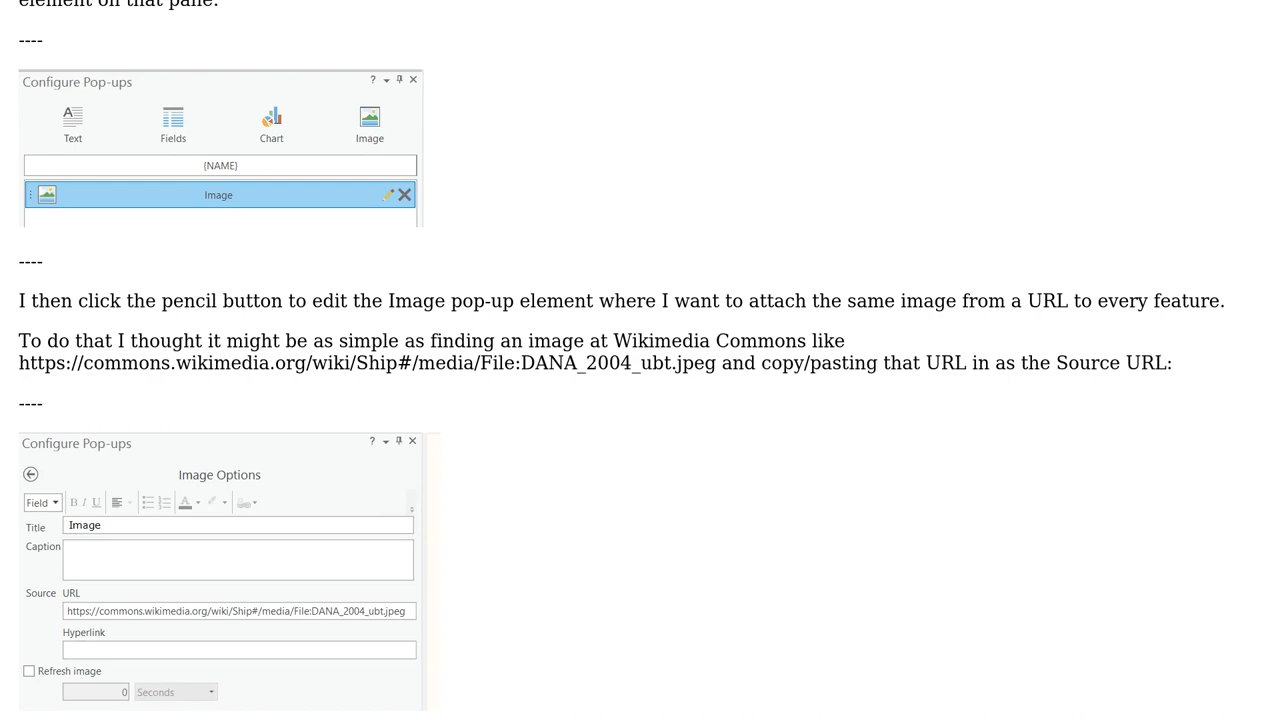 element on that pane:
----
Configure Pop-ups ?
Text Fields Chart Image
{NAME}
Image
----
I then click the pencil button to edit the Image pop-up element where I want to attach the same image from a URL to every feature.
To do that I thought it might be as simple as finding an image at Wikimedia Commons like
https://commons.wikimedia.org/wiki/Ship#/media/File:DANA_2004_ubt.jpeg and copy/pasting that URL in as the Source URL:
----
Configure Pop-ups ?
Image Options
Field B I U A
Title Image
Caption
Source URL
https://commons.wikimedia.org/wiki/Ship#/media/File:DANA_2004_ubt.jpeg
Hyperlink
Refresh image
0 Seconds